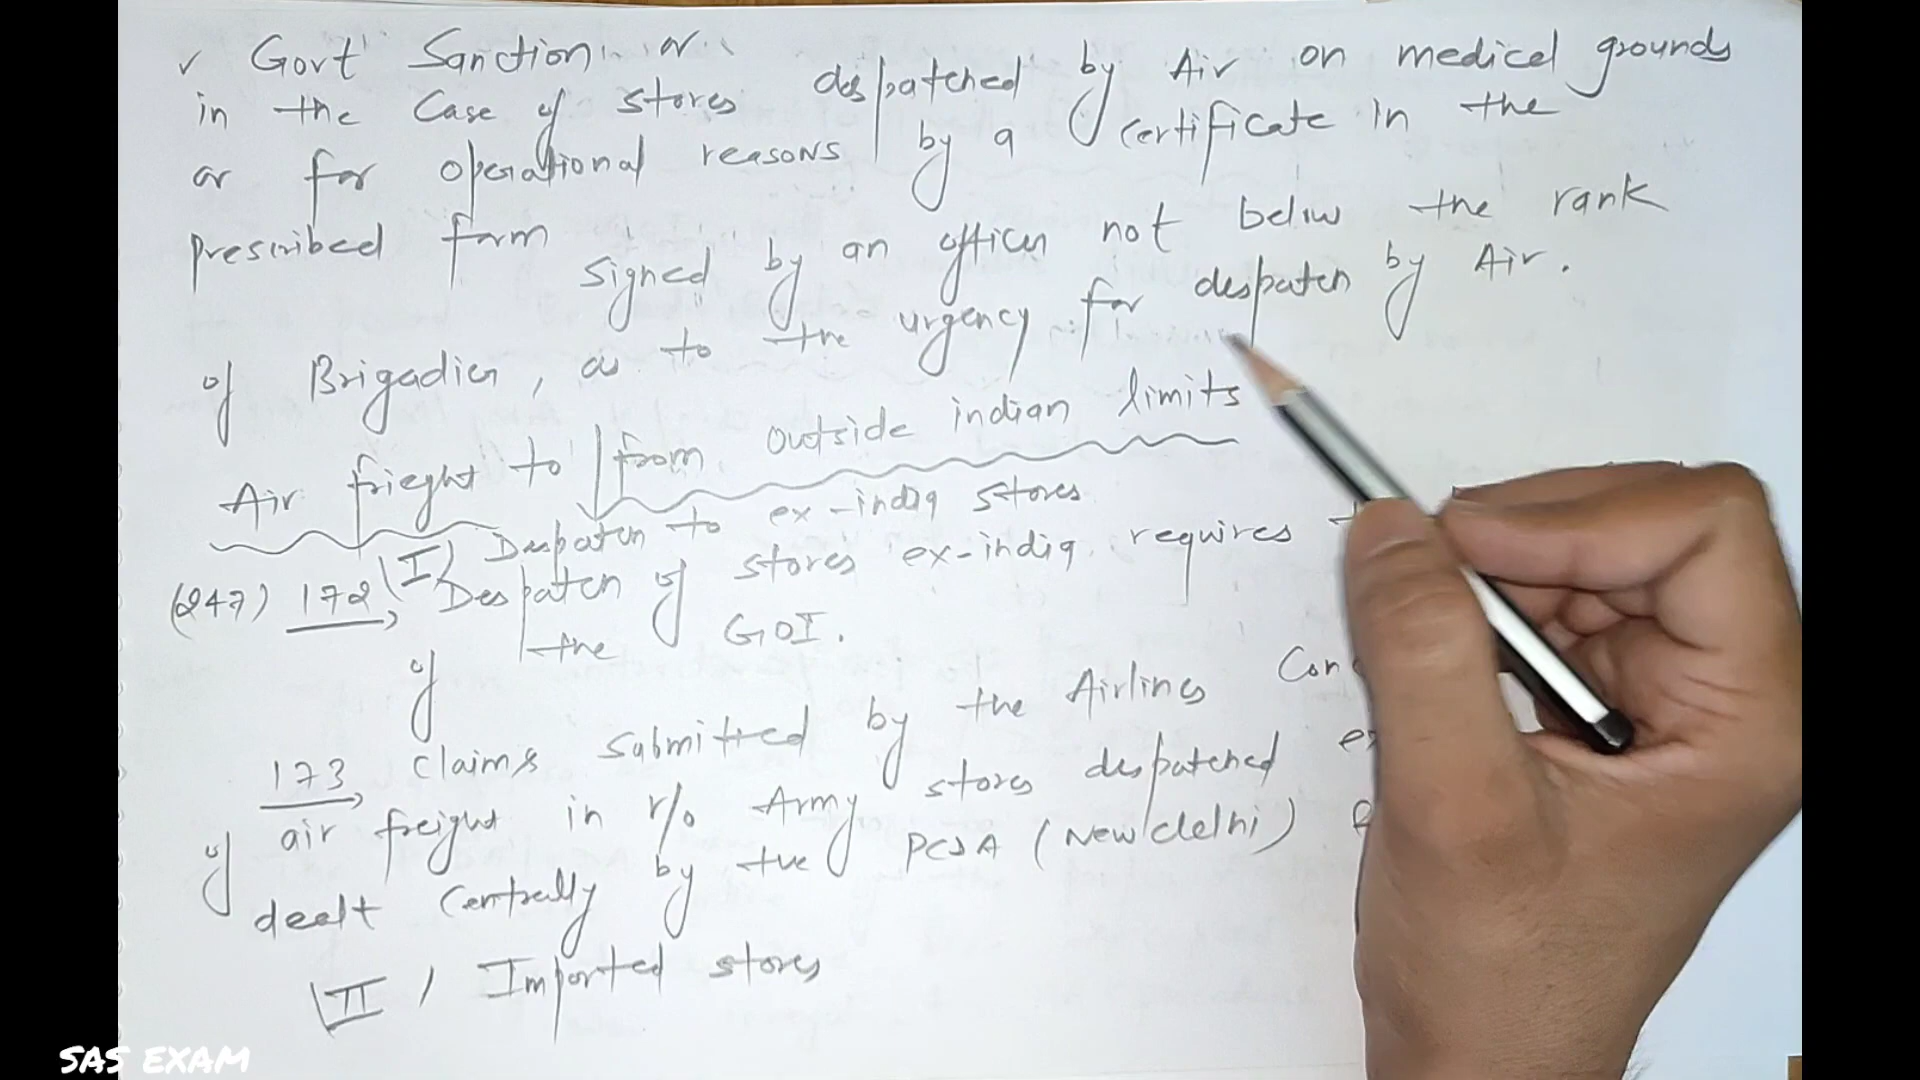 ✓ Govt Sanction or
in the Case of stores despatched by Air on medical grounds
or for operational reasons by a certificate in the
prescribed form signed by an officer not below the rank
of Brigadier, as to the urgency for despatch by Air.
Air frieght to / from outside indian limits
(I) Despatch to ex-india stores
(247) 172, Despatch of stores ex-india requires
of the GOI.
173, claims submitted by the Airlines
of air freight in r/o Army stores despatched
dealt centrally by the PCDA (New delhi)
(II) Imported stores
SAS EXAM